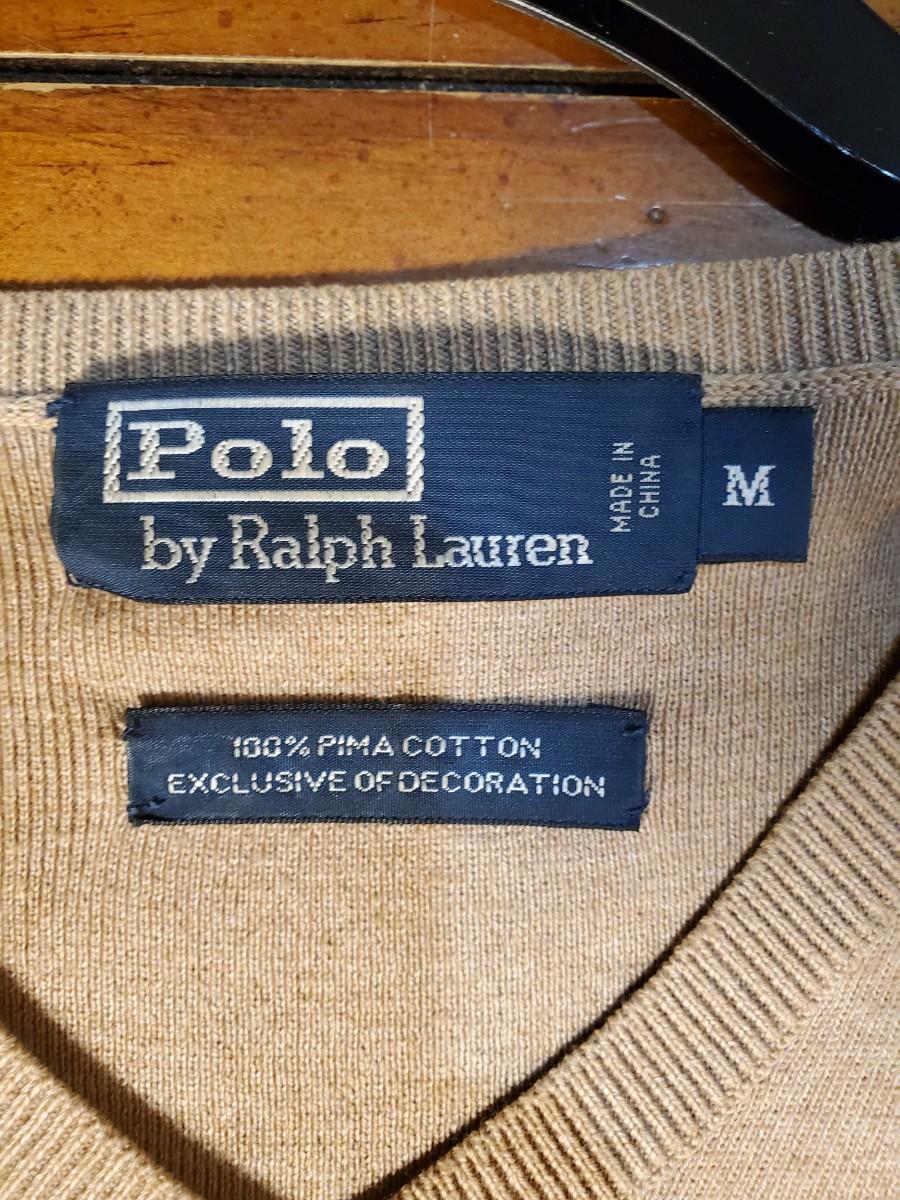 Polo
by Ralph Lauren
MADE IN
CHINA
M
100% PIMA COTTON
EXCLUSIVE OF DECORATION